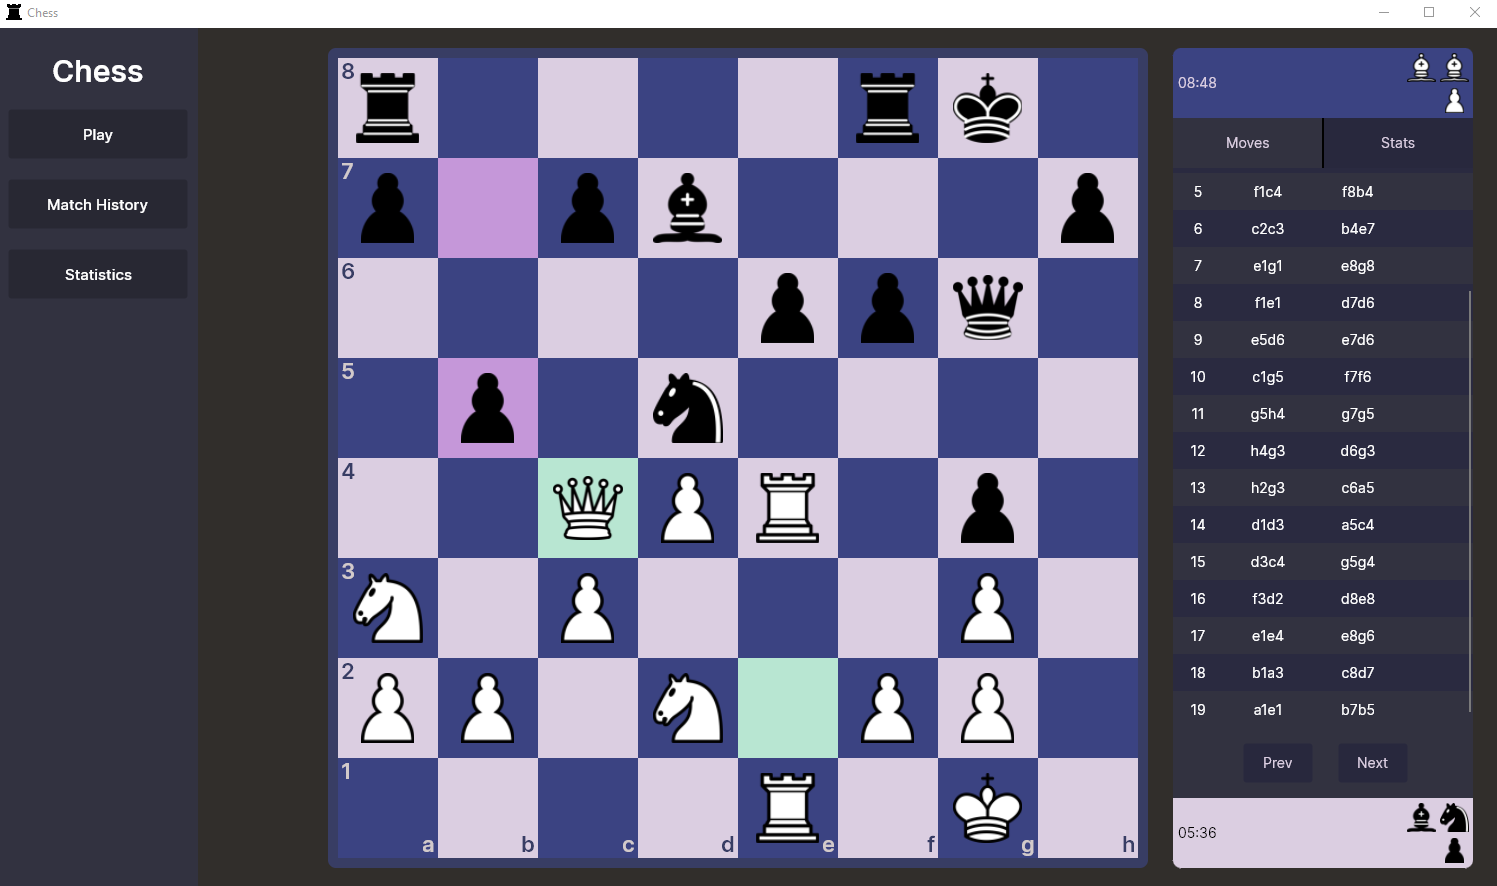 Chess
Chess
Play
Match History
Statistics
8
7
6
5
4
3
2
1
a b c d e f g h
08:48
Moves Stats
5 f1c4 f8b4
6 c2c3 b4e7
7 e1g1 e8g8
8 f1e1 d7d6
9 e5d6 e7d6
10 c1g5 f7f6
11 g5h4 g7g5
12 h4g3 d6g3
13 h2g3 c6a5
14 d1d3 a5c4
15 d3c4 g5g4
16 f3d2 d8e8
17 e1e4 e8g6
18 b1a3 c8d7
19 a1e1 b7b5
Prev Next
05:36